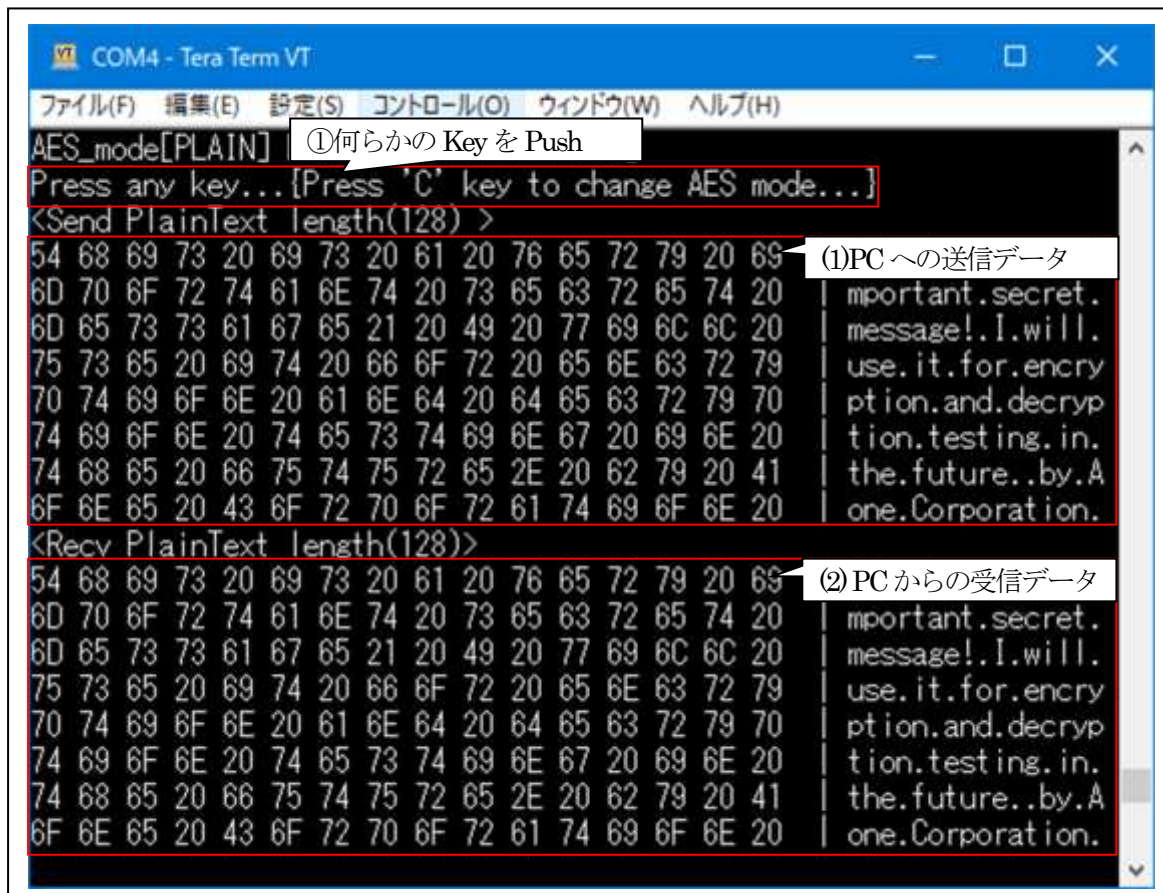 COM4 - Tera Term VT
ファイル(F) 編集(E) 設定(S) コントロール(O) ウィンドウ(W) ヘルプ(H)
AES_mode[PLAIN]
①何らかの Key を Push
Press any key...{Press 'C' key to change AES mode...}
<Send PlainText length(128) >
54 68 69 73 20 69 73 20 61 20 76 65 72 79 20 69
(1)PC への送信データ
6D 70 6F 72 74 61 6E 74 20 73 65 63 72 65 74 20 | mportant.secret.
6D 65 73 73 61 67 65 21 20 49 20 77 69 6C 6C 20 | message!.I.will.
75 73 65 20 69 74 20 66 6F 72 20 65 6E 63 72 79 | use.it.for.encry
70 74 69 6F 6E 20 61 6E 64 20 64 65 63 72 79 70 | ption.and.decryp
74 69 6F 6E 20 74 65 73 74 69 6E 67 20 69 6E 20 | tion.testing.in.
74 68 65 20 66 75 74 75 72 65 2E 20 62 79 20 41 | the.future..by.A
6F 6E 65 20 43 6F 72 70 6F 72 61 74 69 6F 6E 20 | one.Corporation.
<Recv PlainText length(128)>
54 68 69 73 20 69 73 20 61 20 76 65 72 79 20 69
(2) PC からの受信データ
6D 70 6F 72 74 61 6E 74 20 73 65 63 72 65 74 20 | mportant.secret.
6D 65 73 73 61 67 65 21 20 49 20 77 69 6C 6C 20 | message!.I.will.
75 73 65 20 69 74 20 66 6F 72 20 65 6E 63 72 79 | use.it.for.encry
70 74 69 6F 6E 20 61 6E 64 20 64 65 63 72 79 70 | ption.and.decryp
74 69 6F 6E 20 74 65 73 74 69 6E 67 20 69 6E 20 | tion.testing.in.
74 68 65 20 66 75 74 75 72 65 2E 20 62 79 20 41 | the.future..by.A
6F 6E 65 20 43 6F 72 70 6F 72 61 74 69 6F 6E 20 | one.Corporation.